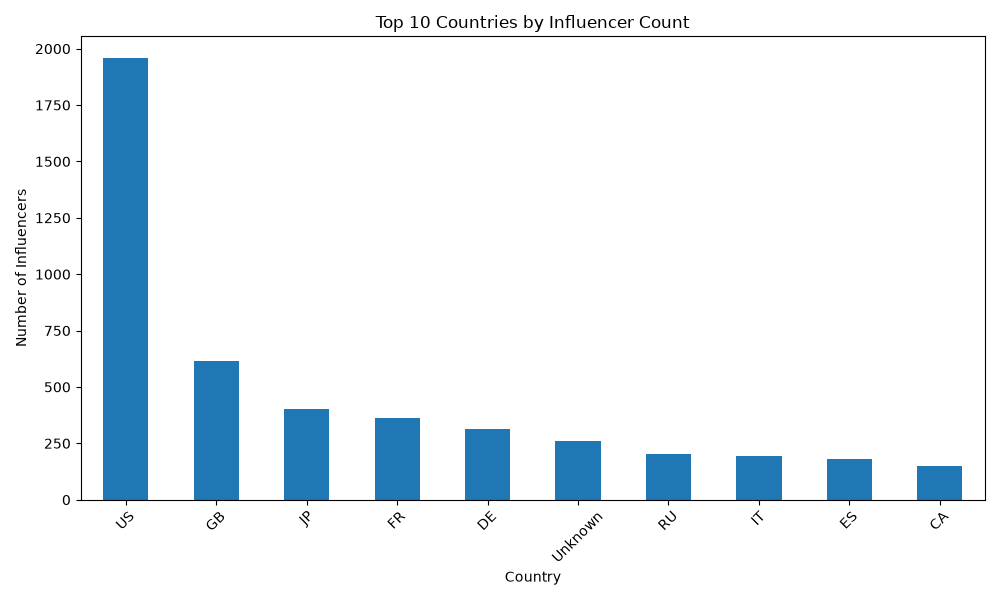 Top 10 Countries by Influencer Count
Number of Influencers
2000
1750
1500
1250
1000
750
500
250
0
US
GB
JP
FR
DE
Unknown
RU
IT
ES
CA
Country